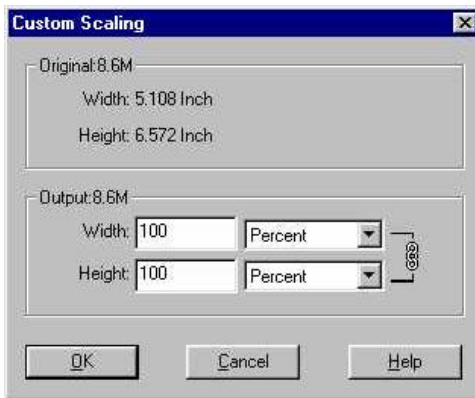 Custom Scaling
Original:8.6M
Width: 5.108 Inch
Height: 6.572 Inch
Output:8.6M
Width: 100 Percent
Height: 100 Percent
OK Cancel Help